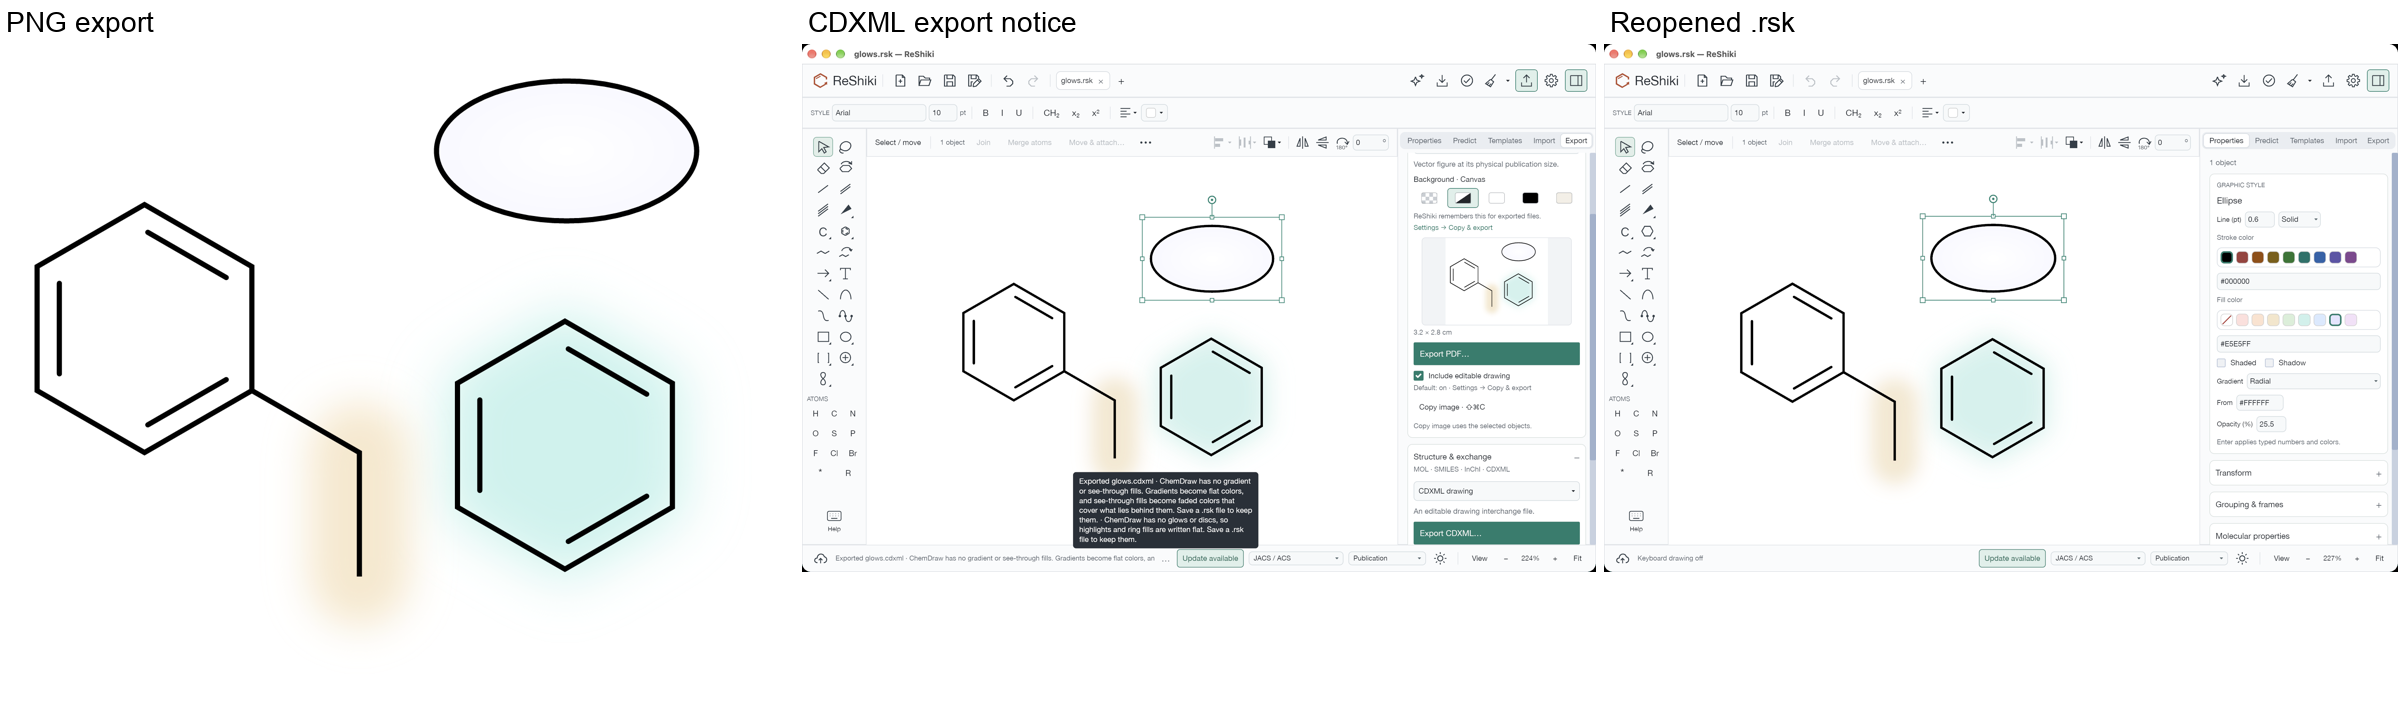 PNG export
CDXML export notice
Reopened .rsk
glows.rsk — ReShiki
ReShiki
glows.rsk ×
+
STYLE Arial 10 pt B I U CH₂ x₂ x²
Select / move 1 object Join Merge atoms Move & attach... ••• 180° 0 °
Properties Predict Templates Import Export
Vector figure at its physical publication size.
Background · Canvas
ReShiki remembers this for exported files.
Settings → Copy & export
3.2 × 2.8 cm
Export PDF...
Include editable drawing
Default: on · Settings → Copy & export
Copy image · ⇧⌘C
Copy image uses the selected objects.
Structure & exchange –
MOL · SMILES · InChI · CDXML
CDXML drawing
An editable drawing interchange file.
Export CDXML...
C
T
ATOMS
H C N
O S P
F Cl Br
* R
Help
Exported glows.cdxml · ChemDraw has no gradient
or see-through fills. Gradients become flat colors,
and see-through fills become faded colors that
cover what lies behind them. Save a .rsk file to keep
them. · ChemDraw has no glows or discs, so
highlights and ring fills are written flat. Save a .rsk
file to keep them.
Exported glows.cdxml · ChemDraw has no gradient or see-through fills. Gradients become flat colors, an ... Update available JACS / ACS Publication View – 224% + Fit
glows.rsk — ReShiki
ReShiki
glows.rsk ×
+
STYLE Arial 10 pt B I U CH₂ x₂ x²
Select / move 1 object Join Merge atoms Move & attach... ••• 180° 0 °
Properties Predict Templates Import Export
1 object
GRAPHIC STYLE
Ellipse
Line (pt) 0.6 Solid
Stroke color
#000000
Fill color
#E5E5FF
Shaded Shadow
Gradient Radial
From #FFFFFF
Opacity (%) 25.5
Enter applies typed numbers and colors.
Transform +
Grouping & frames +
Molecular properties +
C
T
ATOMS
H C N
O S P
F Cl Br
* R
Help
Keyboard drawing off Update available JACS / ACS Publication View – 227% + Fit